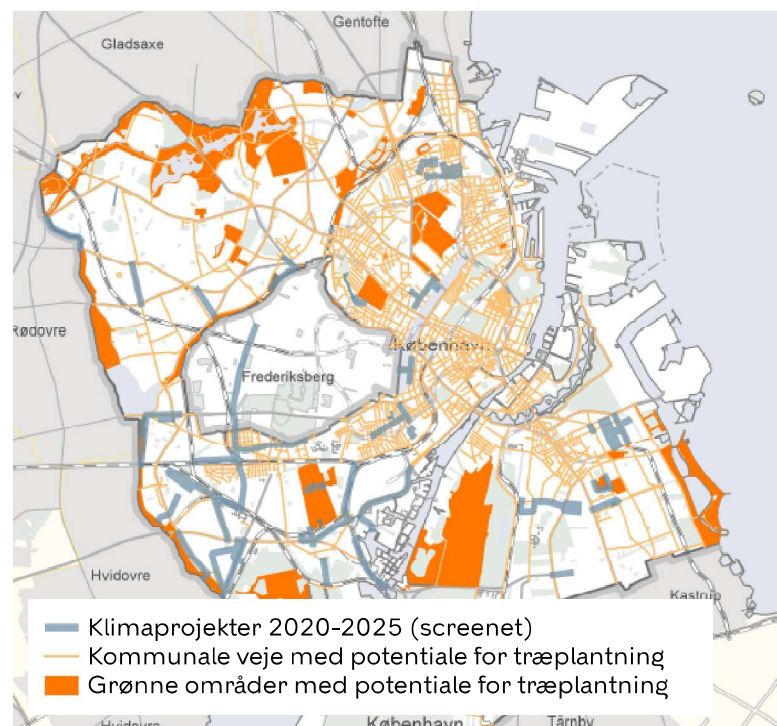 Gentofte
Gladsaxe
Rødovre
København
Frederiksberg
Hvidovre
Kastrup
Klimaprojekter 2020-2025 (screenet)
Kommunale veje med potentiale for træplantning
Grønne områder med potentiale for træplantning
Hvidovre
København
Tårnby